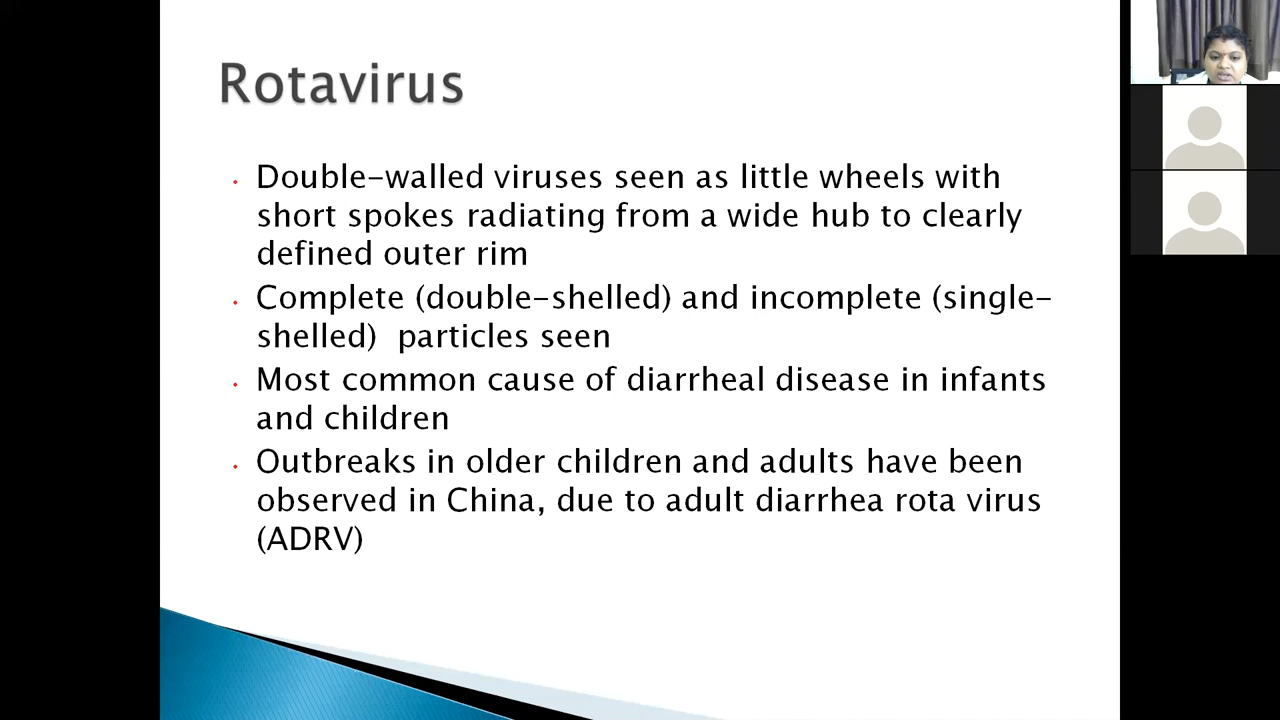 Rotavirus
• Double-walled viruses seen as little wheels with
short spokes radiating from a wide hub to clearly
defined outer rim
• Complete (double-shelled) and incomplete (single-
shelled)  particles seen
• Most common cause of diarrheal disease in infants
and children
• Outbreaks in older children and adults have been
observed in China, due to adult diarrhea rota virus
(ADRV)